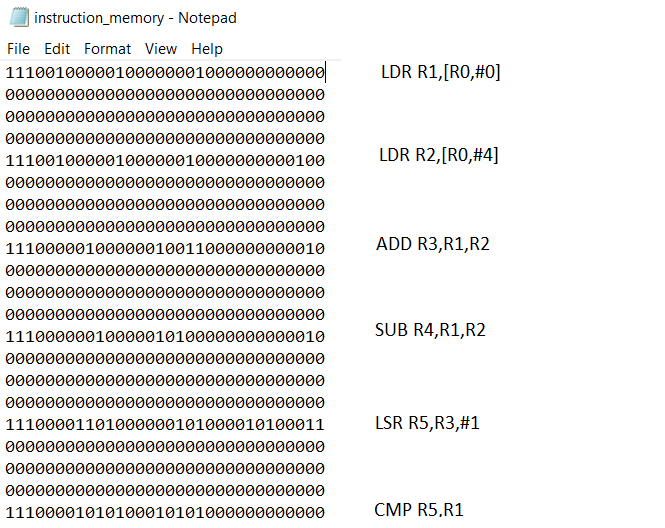 instruction_memory - Notepad
File Edit Format View Help
11100100000100000001000000000000 LDR R1,[R0,#0]
00000000000000000000000000000000
00000000000000000000000000000000
00000000000000000000000000000000
11100100000100000010000000000100 LDR R2,[R0,#4]
00000000000000000000000000000000
00000000000000000000000000000000
00000000000000000000000000000000
11100000100000010011000000000010 ADD R3,R1,R2
00000000000000000000000000000000
00000000000000000000000000000000
00000000000000000000000000000000
11100000010000010100000000000010 SUB R4,R1,R2
00000000000000000000000000000000
00000000000000000000000000000000
00000000000000000000000000000000
11100001101000000101000010100011 LSR R5,R3,#1
00000000000000000000000000000000
00000000000000000000000000000000
00000000000000000000000000000000
11100001010100010101000000000000 CMP R5,R1